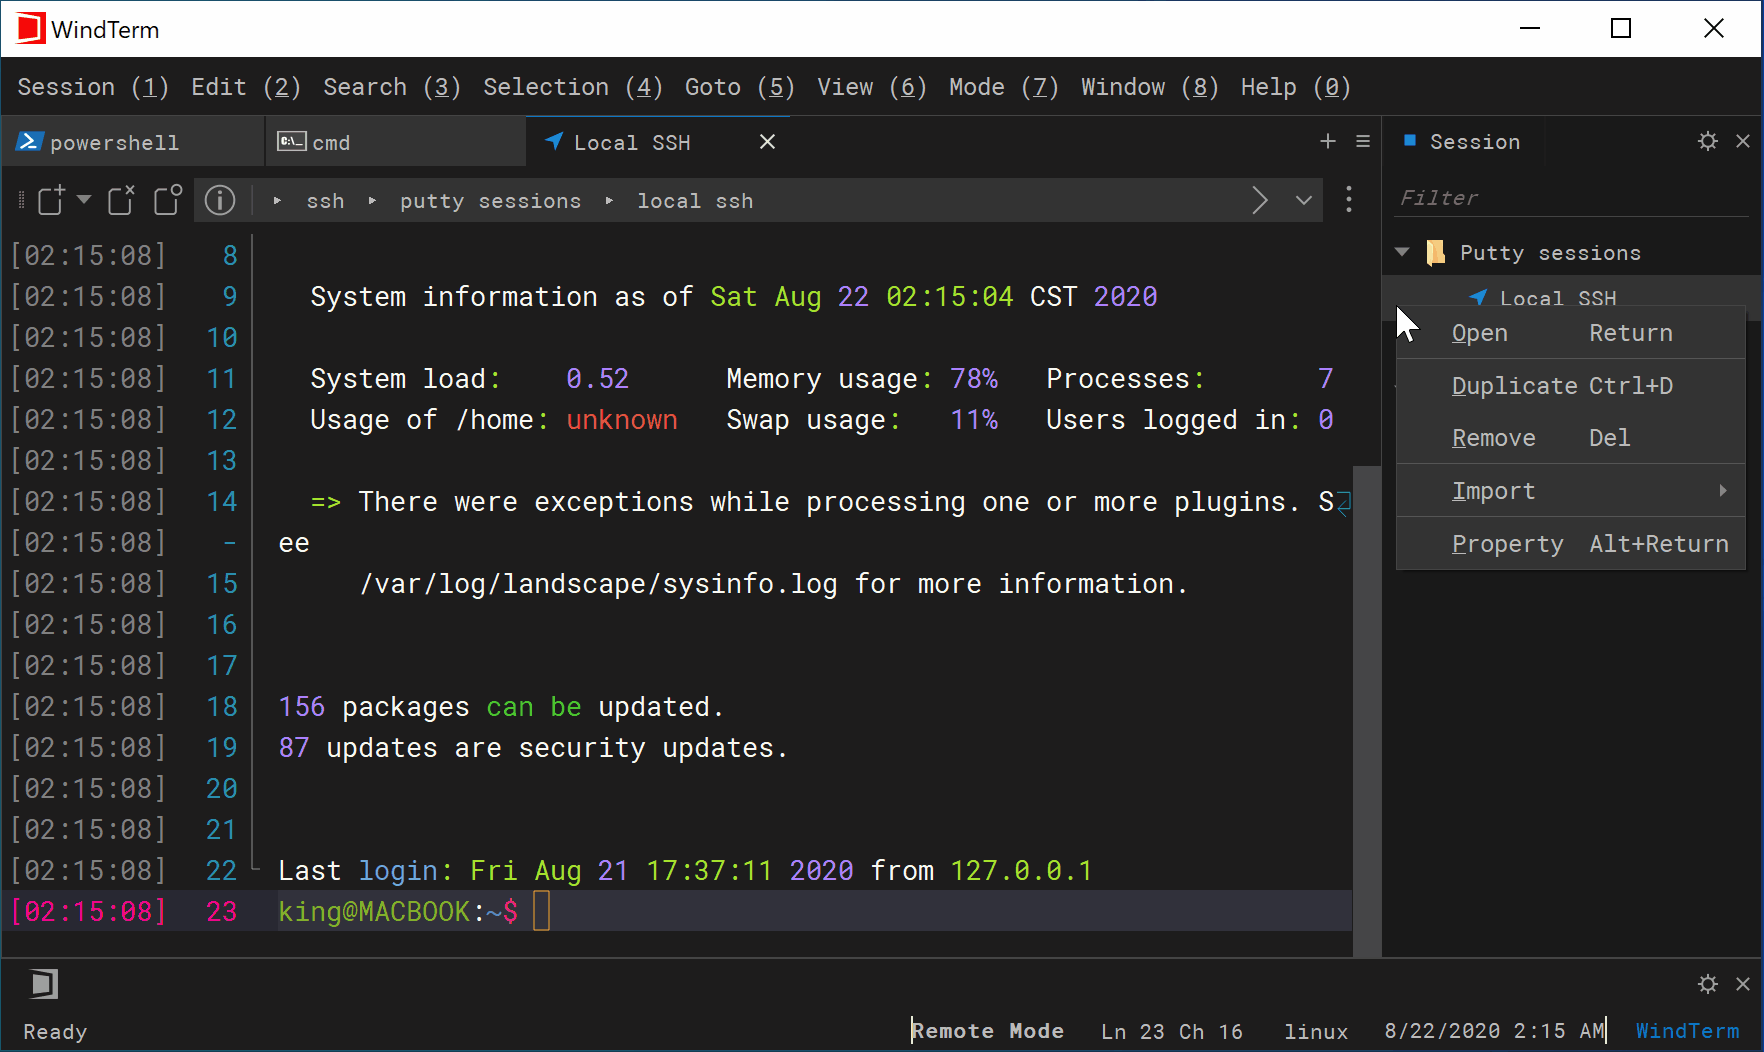 WindTerm
Session (1) Edit (2) Search (3) Selection (4) Goto (5) View (6) Mode (7) Window (8) Help (0)
powershell
cmd
Local SSH
ssh putty sessions local ssh
[02:15:08] 8
[02:15:08] 9 System information as of Sat Aug 22 02:15:04 CST 2020
[02:15:08] 10
[02:15:08] 11 System load: 0.52 Memory usage: 78% Processes: 7
[02:15:08] 12 Usage of /home: unknown Swap usage: 11% Users logged in: 0
[02:15:08] 13
[02:15:08] 14 => There were exceptions while processing one or more plugins. S
[02:15:08] - ee
[02:15:08] 15 /var/log/landscape/sysinfo.log for more information.
[02:15:08] 16
[02:15:08] 17
[02:15:08] 18 156 packages can be updated.
[02:15:08] 19 87 updates are security updates.
[02:15:08] 20
[02:15:08] 21
[02:15:08] 22 Last login: Fri Aug 21 17:37:11 2020 from 127.0.0.1
[02:15:08] 23 king@MACBOOK:~$
Session
Filter
Putty sessions
Local SSH
Open Return
Duplicate Ctrl+D
Remove Del
Import
Property Alt+Return
Ready
Remote Mode
Ln 23 Ch 16
linux
8/22/2020 2:15 AM
WindTerm